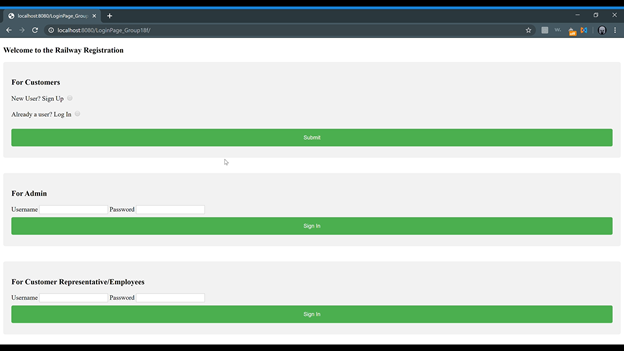 localhost:8080/LoginPage_Group
localhost:8080/LoginPage_Group18f/
Welcome to the Railway Registration
For Customers
New User? Sign Up
Already a user? Log In
Submit
For Admin
Username Password
Sign In
For Customer Representative/Employees
Username Password
Sign In